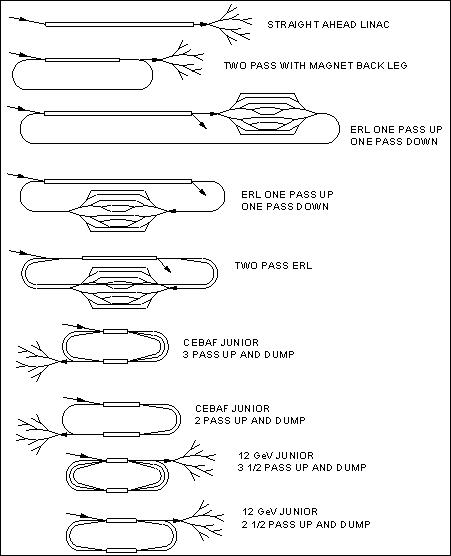 STRAIGHT AHEAD LINAC
TWO PASS WITH MAGNET BACK LEG
ERL ONE PASS UP
ONE PASS DOWN
ERL ONE PASS UP
ONE PASS DOWN
TWO PASS ERL
CEBAF JUNIOR
3 PASS UP AND DUMP
CEBAF JUNIOR
2 PASS UP AND DUMP
12 GeV JUNIOR
3 1/2 PASS UP AND DUMP
12 GeV JUNIOR
2 1/2 PASS UP AND DUMP